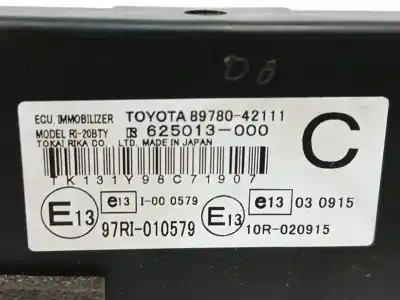 D6
ECU, IMMOBILIZER TOYOTA 89780-42111
MODEL RI-20BTY 625013-000
TOKAI RIKA CO., LTD. MADE IN JAPAN
C
TK131Y98C71907
E13 e13 I-00 0579 E13 e13 03 0915
97RI-010579 10R-020915